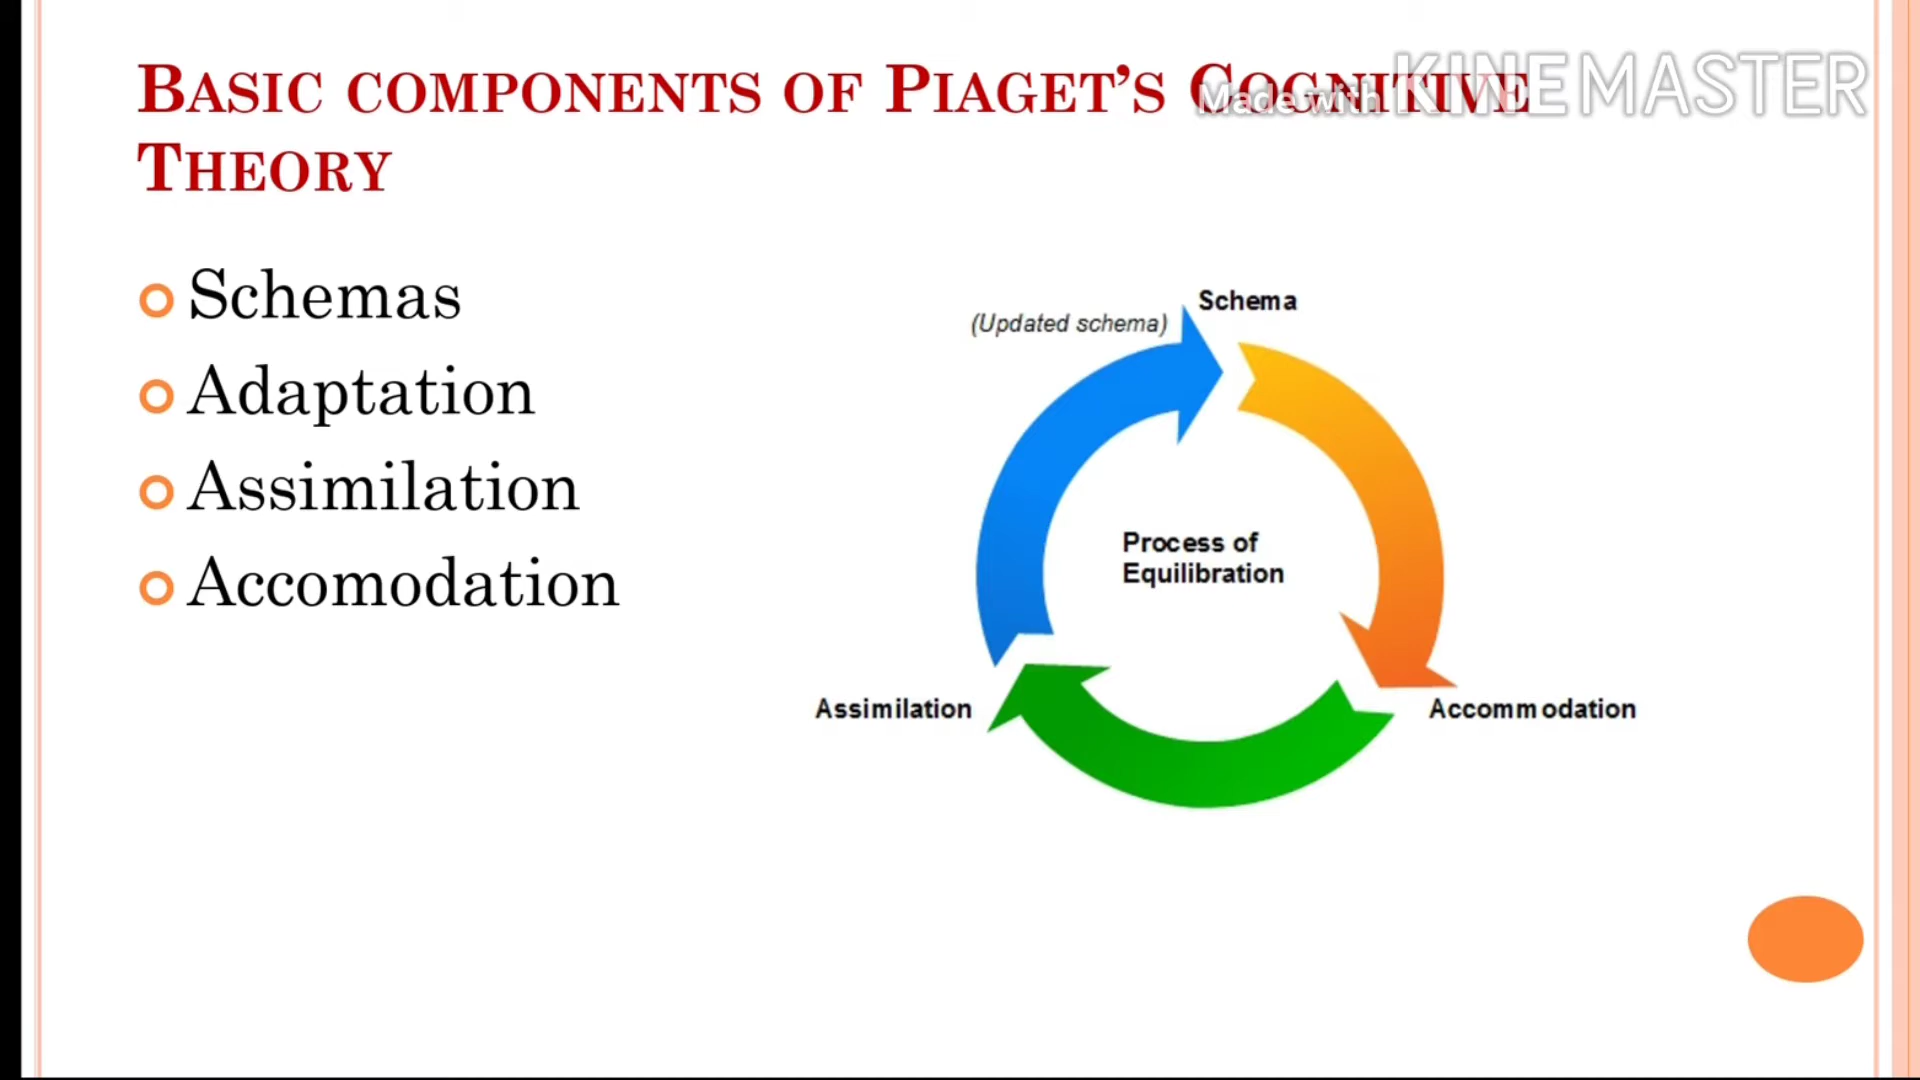 BASIC COMPONENTS OF PIAGET'S COGNITIVE
THEORY
Made with KINEMASTER
Schemas
Adaptation
Assimilation
Accomodation
Schema
(Updated schema)
Process of
Equilibration
Assimilation
Accommodation